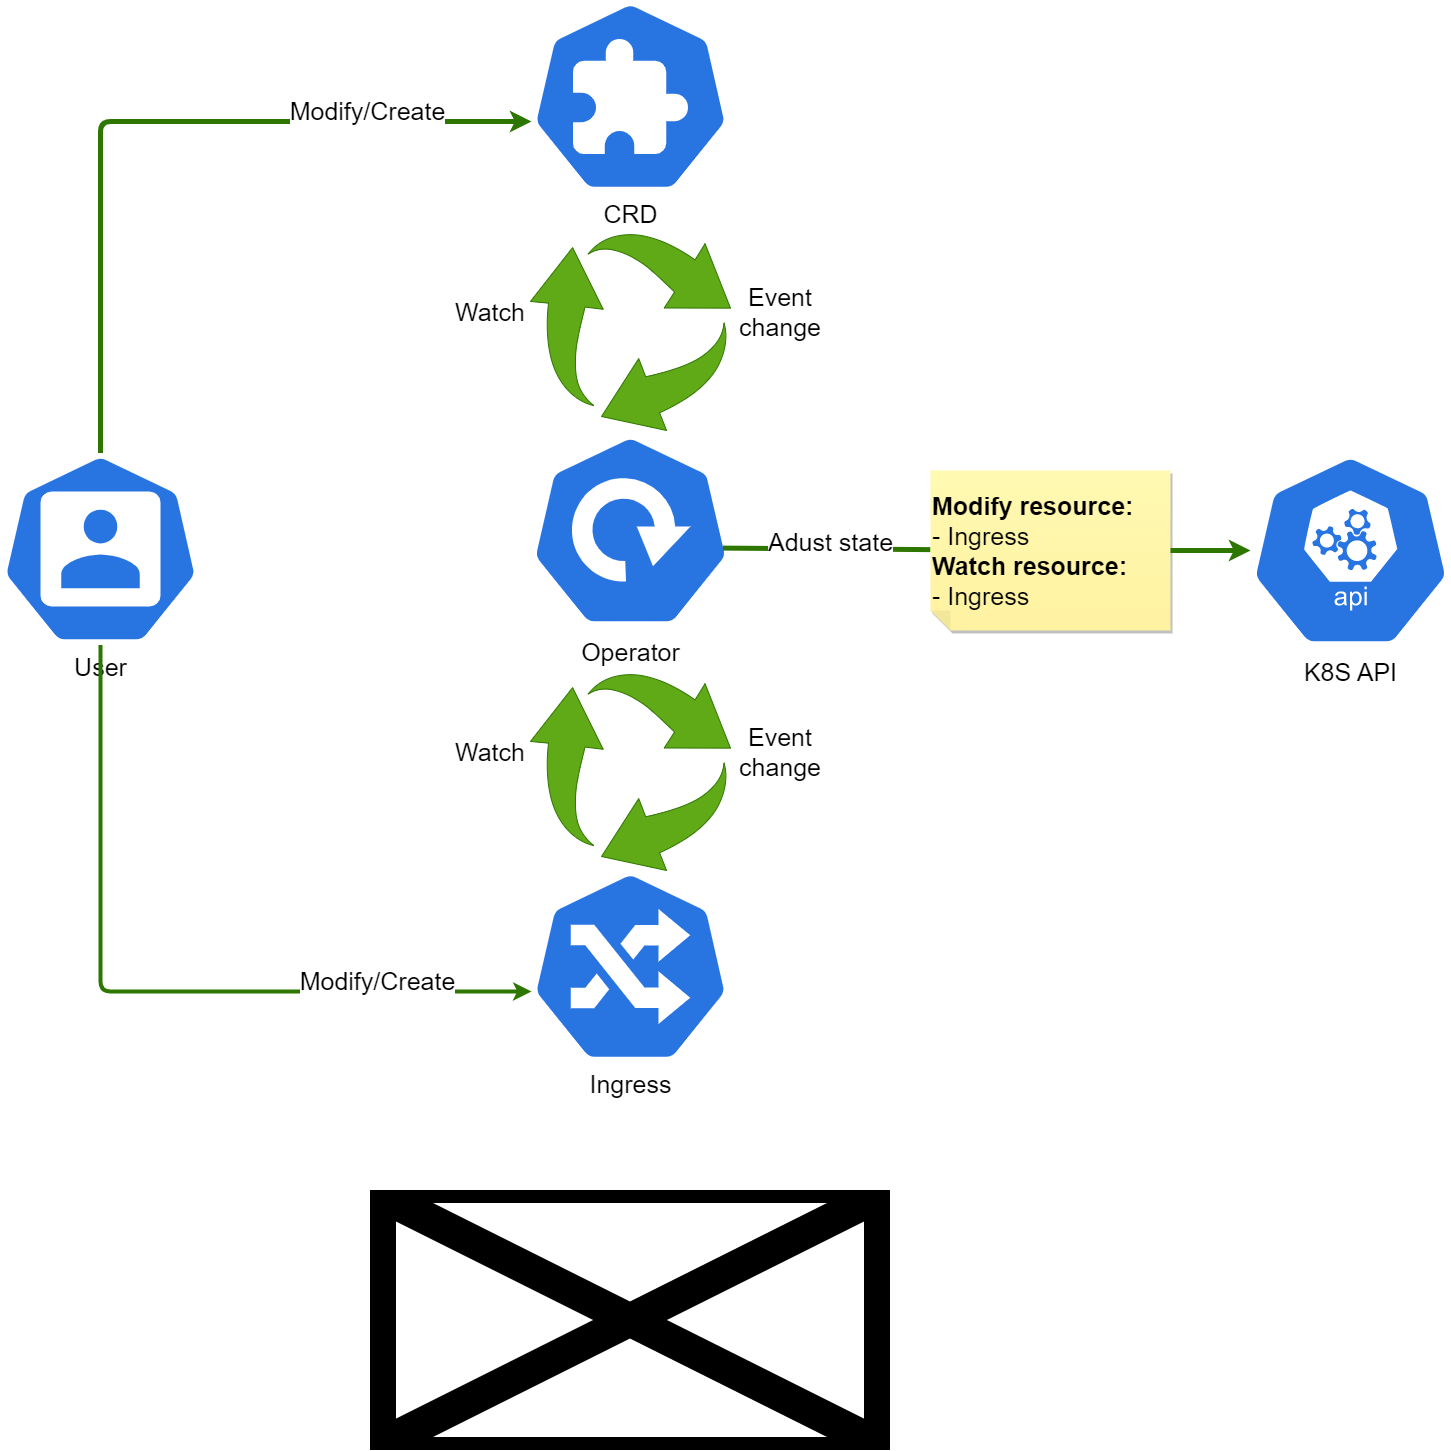 Modify/Create
CRD
Watch
Event
change
User
Operator
Adust state
Modify resource:
- Ingress
Watch resource:
- Ingress
api
K8S API
Watch
Event
change
Modify/Create
Ingress